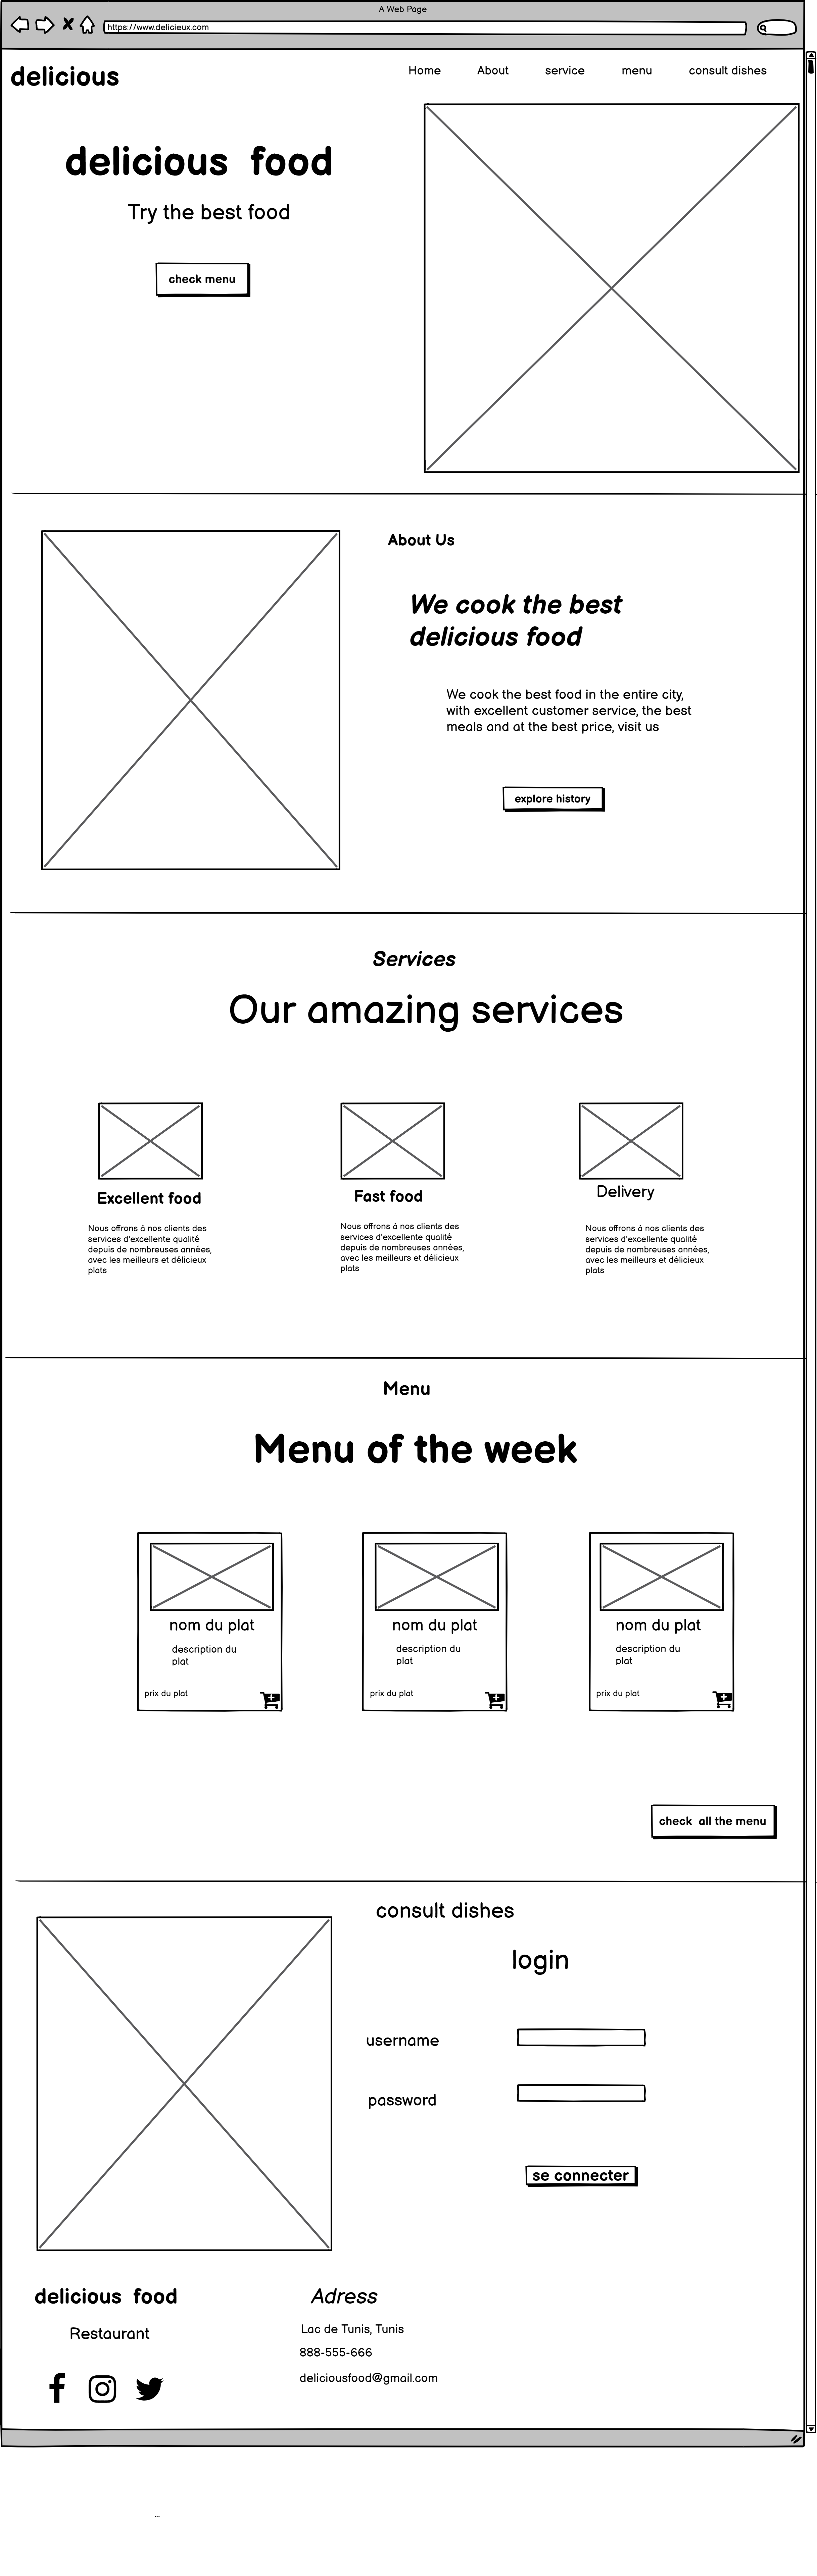 A Web Page
https://www.delicieux.com
delicious
Home About service menu consult dishes
delicious food
Try the best food
check menu
About Us
We cook the best
delicious food
We cook the best food in the entire city,
with excellent customer service, the best
meals and at the best price, visit us
explore history
Services
Our amazing services
Excellent food
Nous offrons à nos clients des
services d'excellente qualité
depuis de nombreuses années,
avec les meilleurs et délicieux
plats
Fast food
Nous offrons à nos clients des
services d'excellente qualité
depuis de nombreuses années,
avec les meilleurs et délicieux
plats
Delivery
Nous offrons à nos clients des
services d'excellente qualité
depuis de nombreuses années,
avec les meilleurs et délicieux
plats
Menu
Menu of the week
nom du plat
description du
plat
prix du plat
nom du plat
description du
plat
prix du plat
nom du plat
description du
plat
prix du plat
check all the menu
consult dishes
login
username
password
se connecter
delicious food
Restaurant
Adress
Lac de Tunis, Tunis
888-555-666
deliciousfood@gmail.com
...